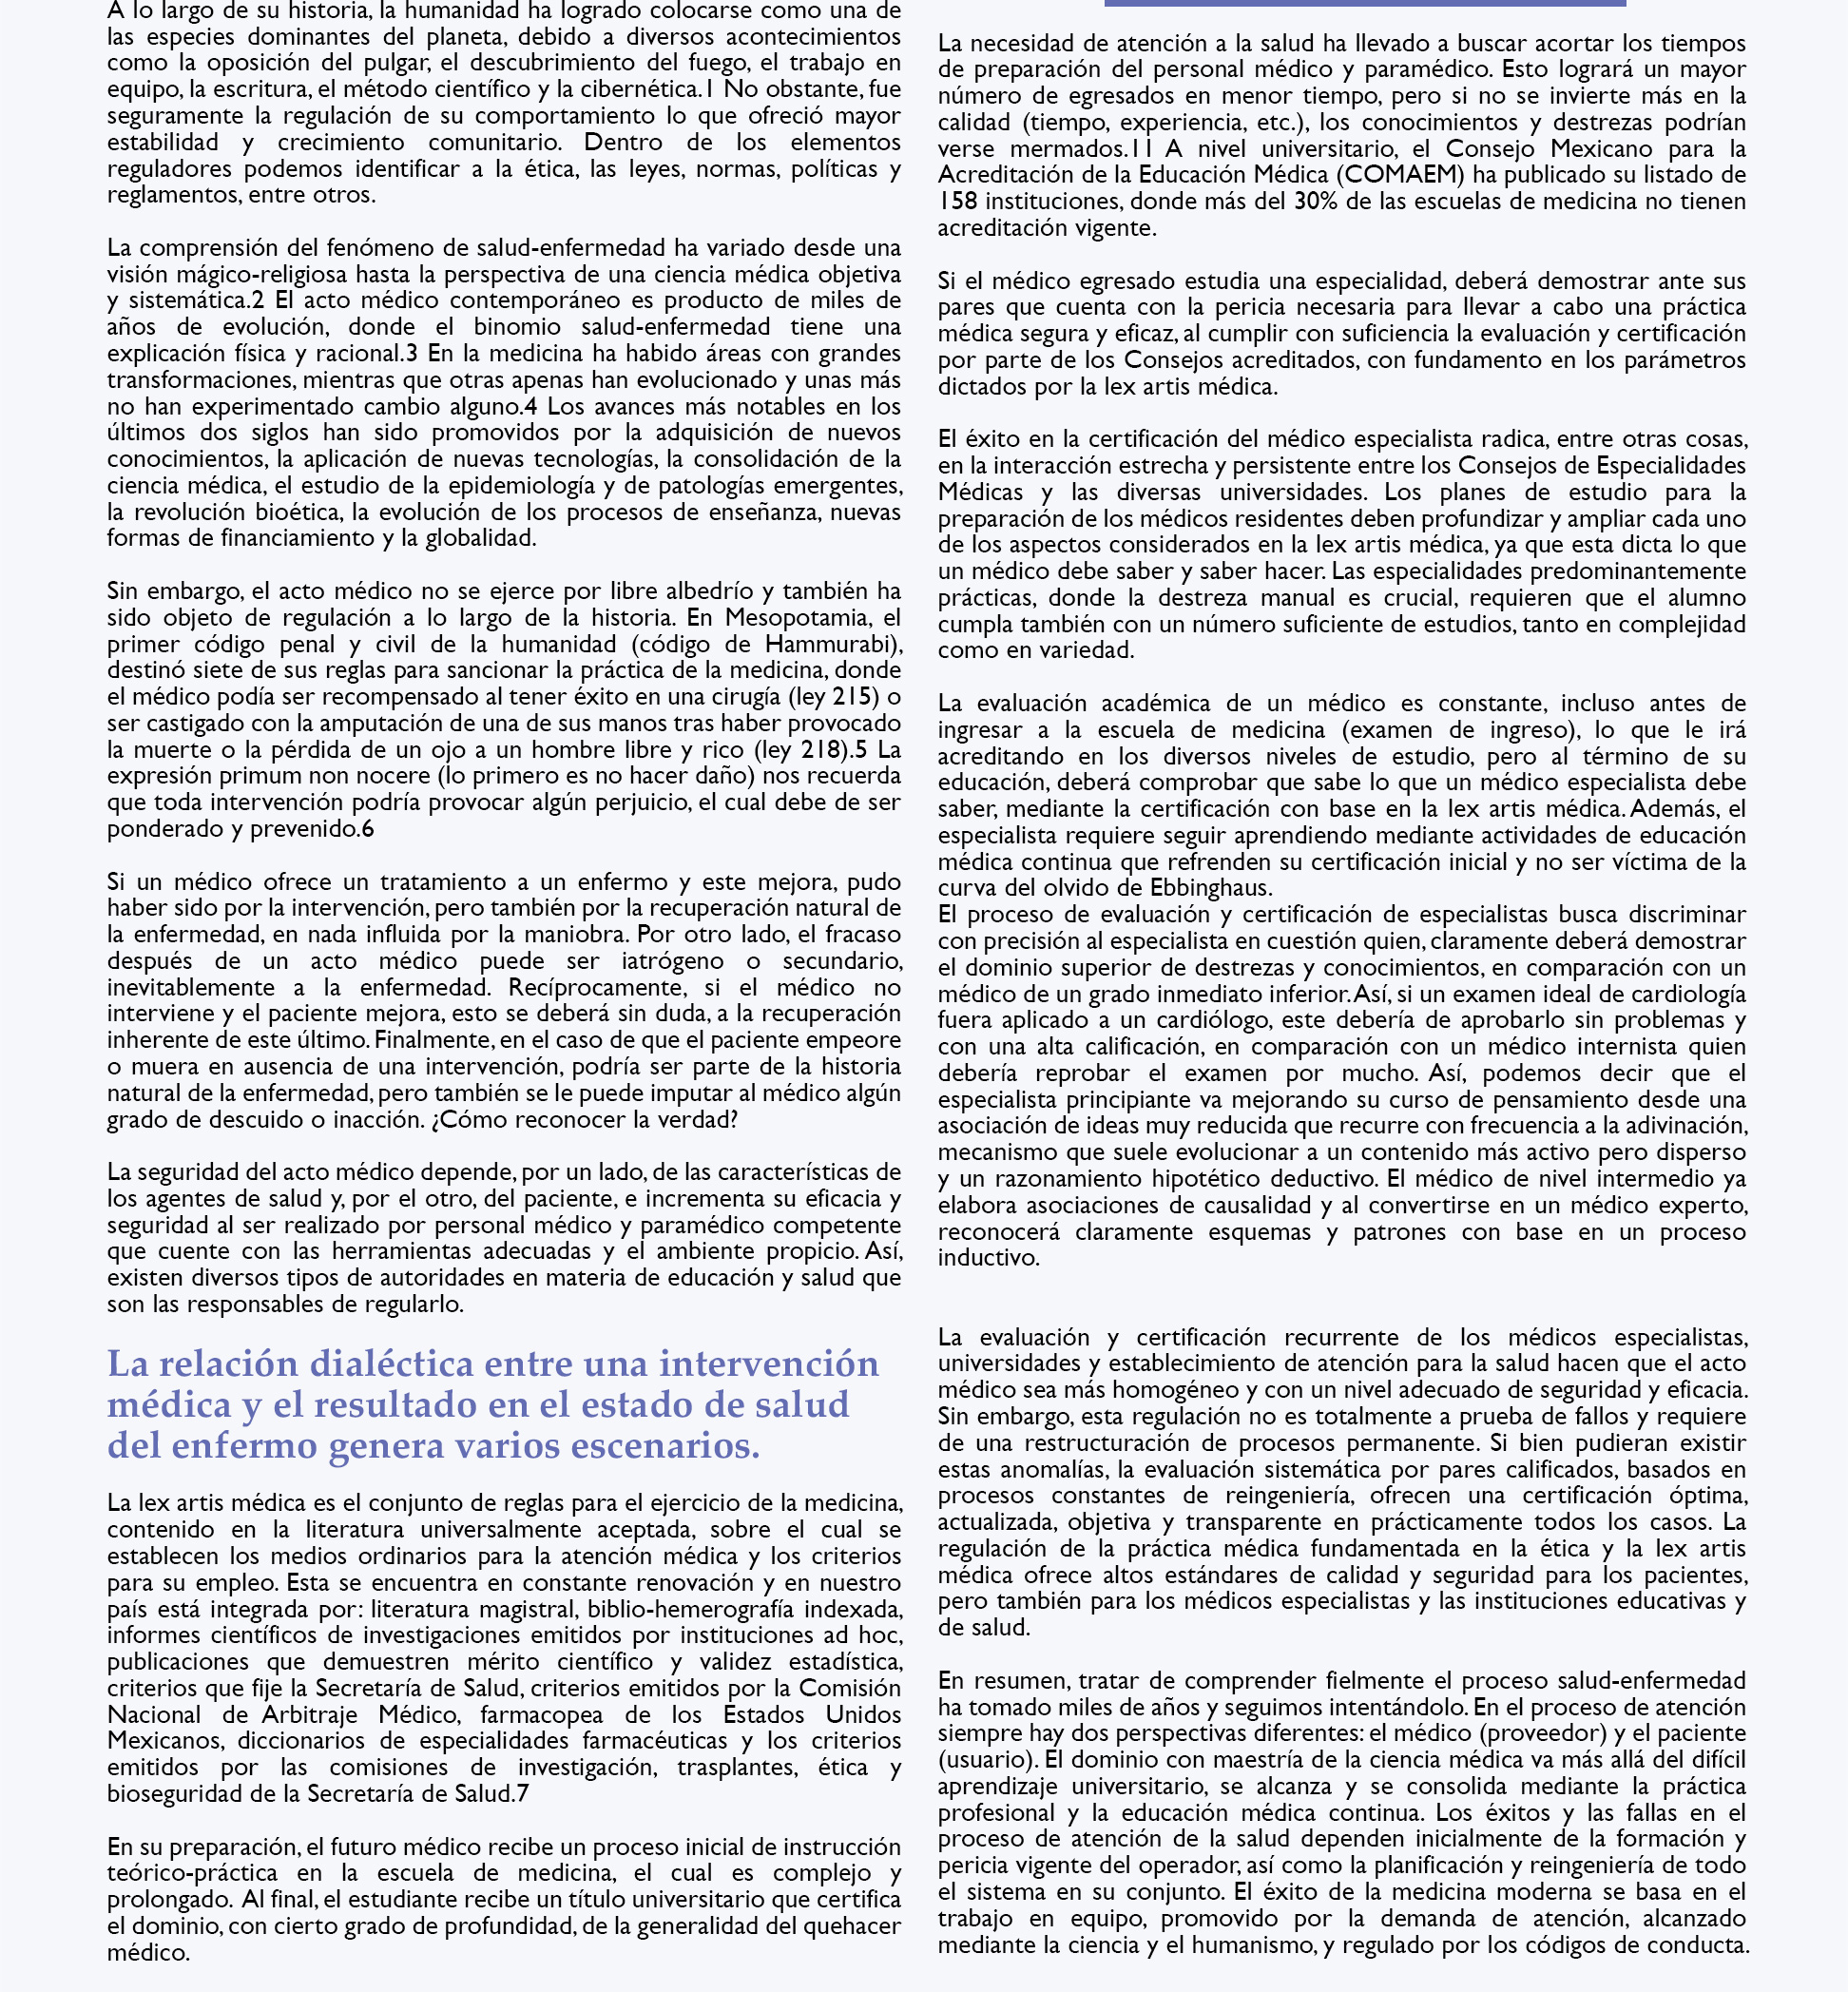 A lo largo de su historia, la humanidad ha logrado colocarse como una de
las especies dominantes del planeta, debido a diversos acontecimientos
como la oposición del pulgar, el descubrimiento del fuego, el trabajo en
equipo, la escritura, el método científico y la cibernética.1 No obstante, fue
seguramente la regulación de su comportamiento lo que ofreció mayor
estabilidad y crecimiento comunitario. Dentro de los elementos
reguladores podemos identificar a la ética, las leyes, normas, políticas y
reglamentos, entre otros.

La comprensión del fenómeno de salud-enfermedad ha variado desde una
visión mágico-religiosa hasta la perspectiva de una ciencia médica objetiva
y sistemática.2 El acto médico contemporáneo es producto de miles de
años de evolución, donde el binomio salud-enfermedad tiene una
explicación física y racional.3 En la medicina ha habido áreas con grandes
transformaciones, mientras que otras apenas han evolucionado y unas más
no han experimentado cambio alguno.4 Los avances más notables en los
últimos dos siglos han sido promovidos por la adquisición de nuevos
conocimientos, la aplicación de nuevas tecnologías, la consolidación de la
ciencia médica, el estudio de la epidemiología y de patologías emergentes,
la revolución bioética, la evolución de los procesos de enseñanza, nuevas
formas de financiamiento y la globalidad.

Sin embargo, el acto médico no se ejerce por libre albedrío y también ha
sido objeto de regulación a lo largo de la historia. En Mesopotamia, el
primer código penal y civil de la humanidad (código de Hammurabi),
destinó siete de sus reglas para sancionar la práctica de la medicina, donde
el médico podía ser recompensado al tener éxito en una cirugía (ley 215) o
ser castigado con la amputación de una de sus manos tras haber provocado
la muerte o la pérdida de un ojo a un hombre libre y rico (ley 218).5 La
expresión primum non nocere (lo primero es no hacer daño) nos recuerda
que toda intervención podría provocar algún perjuicio, el cual debe de ser
ponderado y prevenido.6

Si un médico ofrece un tratamiento a un enfermo y este mejora, pudo
haber sido por la intervención, pero también por la recuperación natural de
la enfermedad, en nada influida por la maniobra. Por otro lado, el fracaso
después de un acto médico puede ser iatrógeno o secundario,
inevitablemente a la enfermedad. Recíprocamente, si el médico no
interviene y el paciente mejora, esto se deberá sin duda, a la recuperación
inherente de este último. Finalmente, en el caso de que el paciente empeore
o muera en ausencia de una intervención, podría ser parte de la historia
natural de la enfermedad, pero también se le puede imputar al médico algún
grado de descuido o inacción. ¿Cómo reconocer la verdad?

La seguridad del acto médico depende, por un lado, de las características de
los agentes de salud y, por el otro, del paciente, e incrementa su eficacia y
seguridad al ser realizado por personal médico y paramédico competente
que cuente con las herramientas adecuadas y el ambiente propicio. Así,
existen diversos tipos de autoridades en materia de educación y salud que
son las responsables de regularlo.

La relación dialéctica entre una intervención
médica y el resultado en el estado de salud
del enfermo genera varios escenarios.

La lex artis médica es el conjunto de reglas para el ejercicio de la medicina,
contenido en la literatura universalmente aceptada, sobre el cual se
establecen los medios ordinarios para la atención médica y los criterios
para su empleo. Esta se encuentra en constante renovación y en nuestro
país está integrada por: literatura magistral, biblio-hemerografía indexada,
informes científicos de investigaciones emitidos por instituciones ad hoc,
publicaciones que demuestren mérito científico y validez estadística,
criterios que fije la Secretaría de Salud, criterios emitidos por la Comisión
Nacional de Arbitraje Médico, farmacopea de los Estados Unidos
Mexicanos, diccionarios de especialidades farmacéuticas y los criterios
emitidos por las comisiones de investigación, trasplantes, ética y
bioseguridad de la Secretaría de Salud.7

En su preparación, el futuro médico recibe un proceso inicial de instrucción
teórico-práctica en la escuela de medicina, el cual es complejo y
prolongado. Al final, el estudiante recibe un título universitario que certifica
el dominio, con cierto grado de profundidad, de la generalidad del quehacer
médico.

La necesidad de atención a la salud ha llevado a buscar acortar los tiempos
de preparación del personal médico y paramédico. Esto logrará un mayor
número de egresados en menor tiempo, pero si no se invierte más en la
calidad (tiempo, experiencia, etc.), los conocimientos y destrezas podrían
verse mermados.11 A nivel universitario, el Consejo Mexicano para la
Acreditación de la Educación Médica (COMAEM) ha publicado su listado de
158 instituciones, donde más del 30% de las escuelas de medicina no tienen
acreditación vigente.

Si el médico egresado estudia una especialidad, deberá demostrar ante sus
pares que cuenta con la pericia necesaria para llevar a cabo una práctica
médica segura y eficaz, al cumplir con suficiencia la evaluación y certificación
por parte de los Consejos acreditados, con fundamento en los parámetros
dictados por la lex artis médica.

El éxito en la certificación del médico especialista radica, entre otras cosas,
en la interacción estrecha y persistente entre los Consejos de Especialidades
Médicas y las diversas universidades. Los planes de estudio para la
preparación de los médicos residentes deben profundizar y ampliar cada uno
de los aspectos considerados en la lex artis médica, ya que esta dicta lo que
un médico debe saber y saber hacer. Las especialidades predominantemente
prácticas, donde la destreza manual es crucial, requieren que el alumno
cumpla también con un número suficiente de estudios, tanto en complejidad
como en variedad.

La evaluación académica de un médico es constante, incluso antes de
ingresar a la escuela de medicina (examen de ingreso), lo que le irá
acreditando en los diversos niveles de estudio, pero al término de su
educación, deberá comprobar que sabe lo que un médico especialista debe
saber, mediante la certificación con base en la lex artis médica. Además, el
especialista requiere seguir aprendiendo mediante actividades de educación
médica continua que refrenden su certificación inicial y no ser víctima de la
curva del olvido de Ebbinghaus.
El proceso de evaluación y certificación de especialistas busca discriminar
con precisión al especialista en cuestión quien, claramente deberá demostrar
el dominio superior de destrezas y conocimientos, en comparación con un
médico de un grado inmediato inferior. Así, si un examen ideal de cardiología
fuera aplicado a un cardiólogo, este debería de aprobarlo sin problemas y
con una alta calificación, en comparación con un médico internista quien
debería reprobar el examen por mucho. Así, podemos decir que el
especialista principiante va mejorando su curso de pensamiento desde una
asociación de ideas muy reducida que recurre con frecuencia a la adivinación,
mecanismo que suele evolucionar a un contenido más activo pero disperso
y un razonamiento hipotético deductivo. El médico de nivel intermedio ya
elabora asociaciones de causalidad y al convertirse en un médico experto,
reconocerá claramente esquemas y patrones con base en un proceso
inductivo.

La evaluación y certificación recurrente de los médicos especialistas,
universidades y establecimiento de atención para la salud hacen que el acto
médico sea más homogéneo y con un nivel adecuado de seguridad y eficacia.
Sin embargo, esta regulación no es totalmente a prueba de fallos y requiere
de una restructuración de procesos permanente. Si bien pudieran existir
estas anomalías, la evaluación sistemática por pares calificados, basados en
procesos constantes de reingeniería, ofrecen una certificación óptima,
actualizada, objetiva y transparente en prácticamente todos los casos. La
regulación de la práctica médica fundamentada en la ética y la lex artis
médica ofrece altos estándares de calidad y seguridad para los pacientes,
pero también para los médicos especialistas y las instituciones educativas y
de salud.

En resumen, tratar de comprender fielmente el proceso salud-enfermedad
ha tomado miles de años y seguimos intentándolo. En el proceso de atención
siempre hay dos perspectivas diferentes: el médico (proveedor) y el paciente
(usuario). El dominio con maestría de la ciencia médica va más allá del difícil
aprendizaje universitario, se alcanza y se consolida mediante la práctica
profesional y la educación médica continua. Los éxitos y las fallas en el
proceso de atención de la salud dependen inicialmente de la formación y
pericia vigente del operador, así como la planificación y reingeniería de todo
el sistema en su conjunto. El éxito de la medicina moderna se basa en el
trabajo en equipo, promovido por la demanda de atención, alcanzado
mediante la ciencia y el humanismo, y regulado por los códigos de conducta.